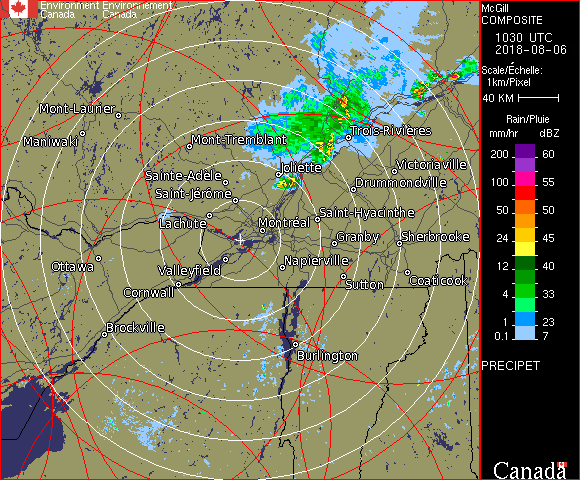 Environment Environnement
Canada Canada
McGill
COMPOSITE
1030 UTC
2018-08-06
Scale/Échelle:
1km/Pixel
40 KM
Rain/Pluie
mm/hr dBZ
200 60
100 55
50 50
24 45
12 40
4 33
1 23
0.1 7
PRECIPET
Canada
Mont-Laurier
Maniwaki
Mont-Tremblant
Trois-Rivières
Joliette
Victoriaville
Sainte-Adèle
Drummondville
Saint-Jérôme
Lachute
Montréal
Saint-Hyacinthe
Granby
Sherbrooke
Ottawa
Valleyfield
Napierville
Cornwall
Sutton
Coaticook
Brockville
Burlington